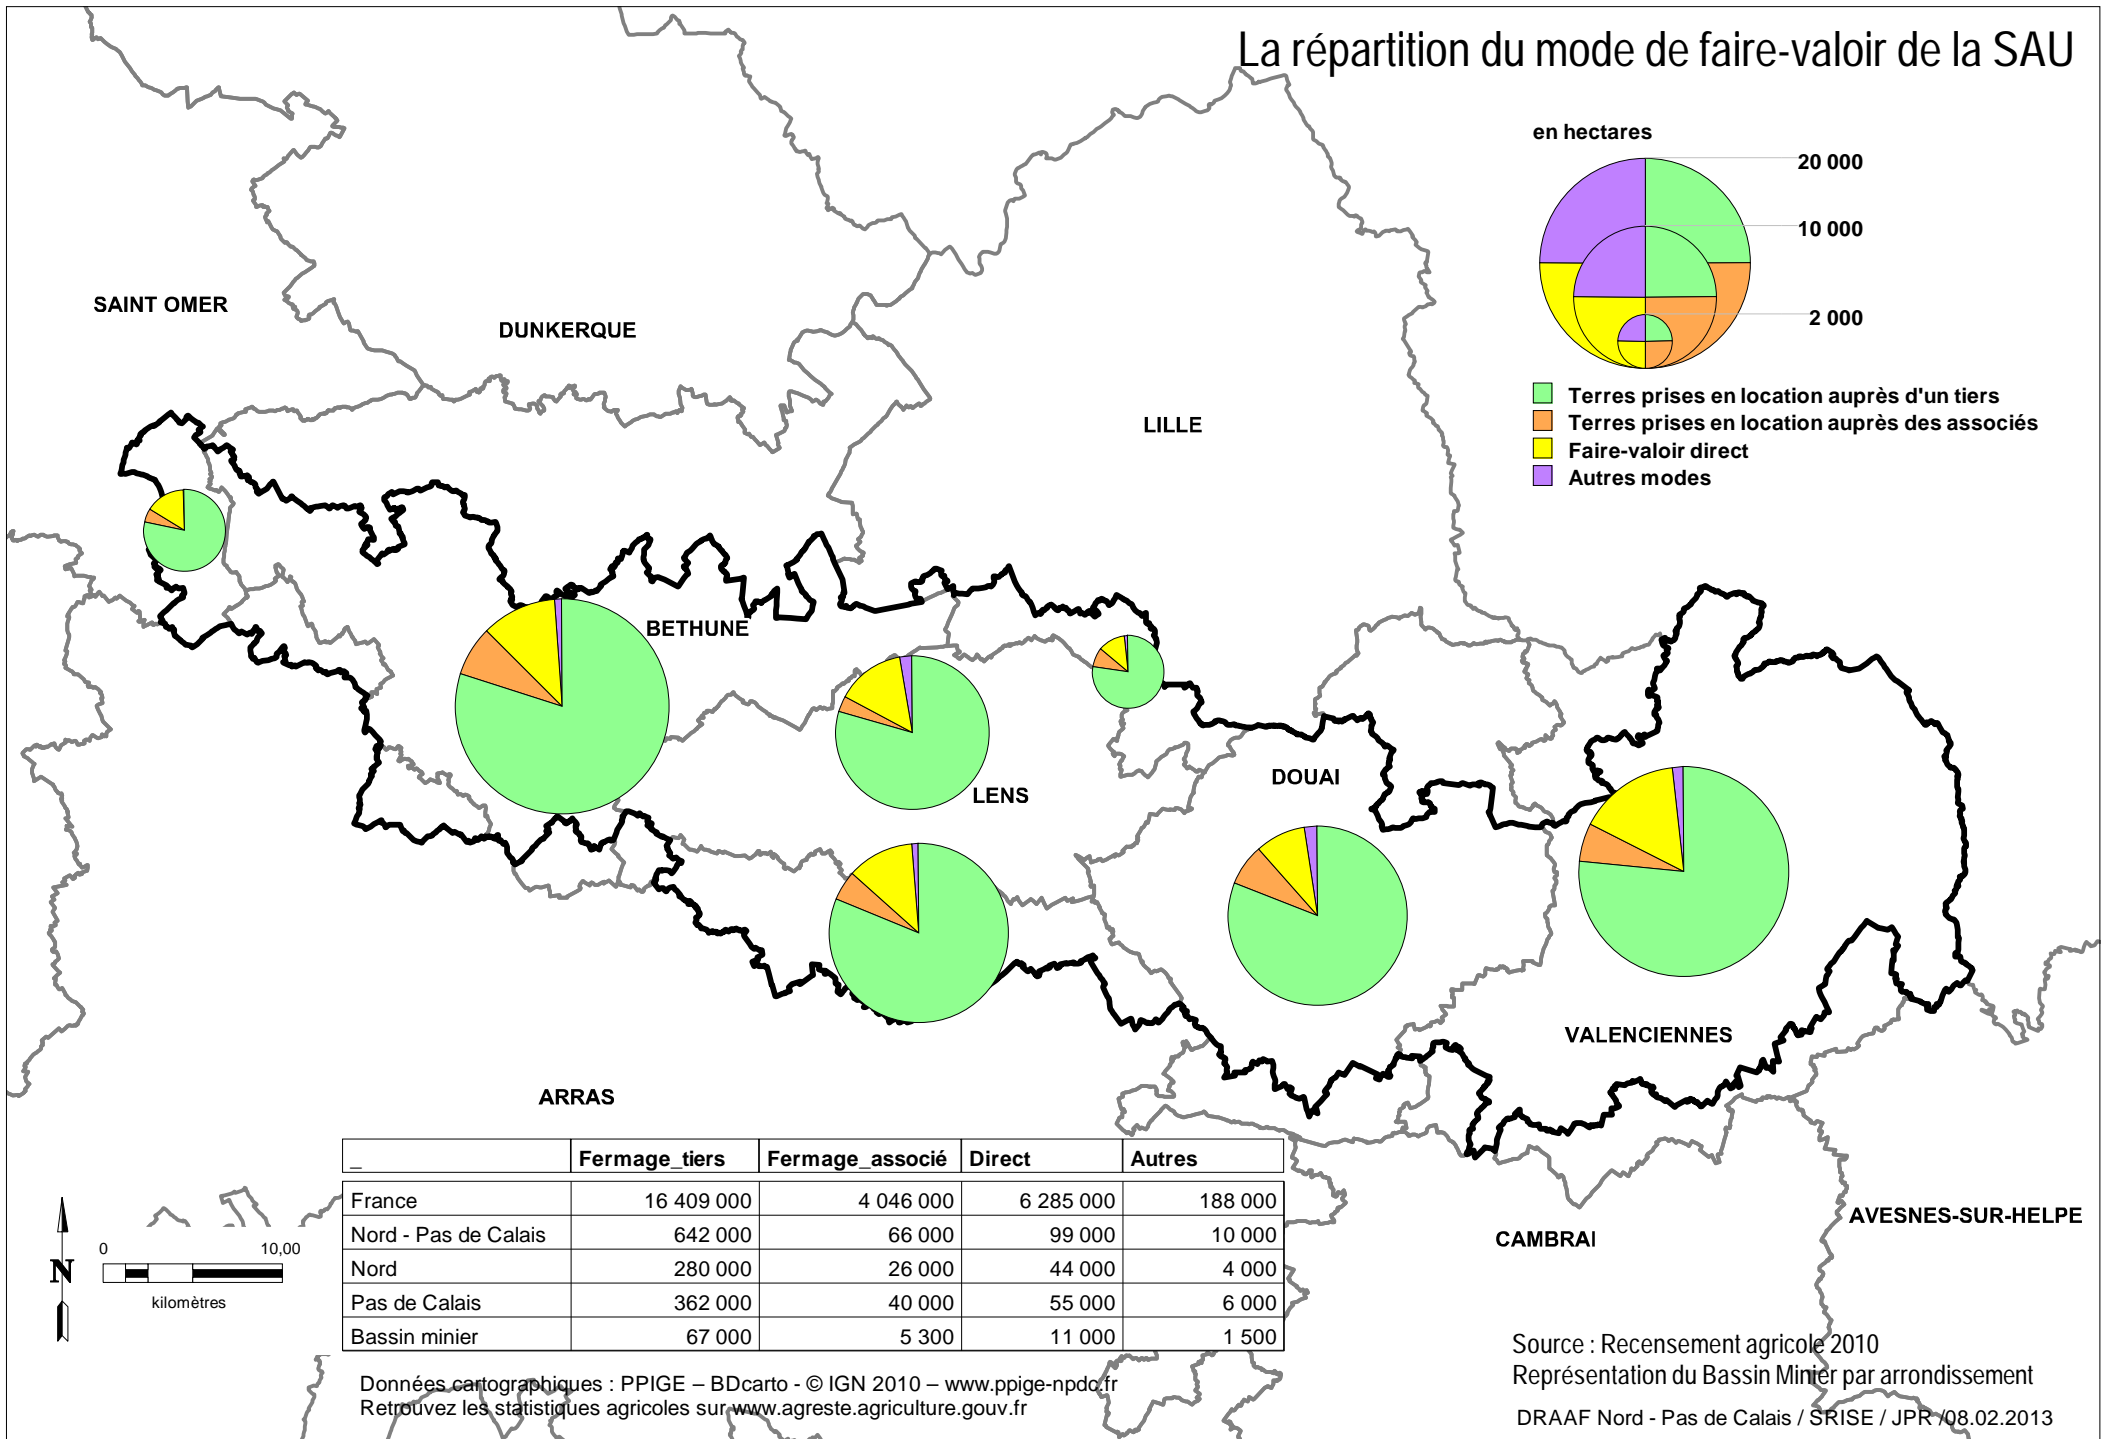 La répartition du mode de faire-valoir de la SAU
en hectares
20 000
10 000
2 000
Terres prises en location auprès d'un tiers
Terres prises en location auprès des associés
Faire-valoir direct
Autres modes
SAINT OMER
DUNKERQUE
LILLE
BETHUNE
LENS
DOUAI
VALENCIENNES
ARRAS
CAMBRAI
AVESNES-SUR-HELPE
_ Fermage_tiers Fermage_associé Direct Autres
France 16 409 000 4 046 000 6 285 000 188 000
Nord - Pas de Calais 642 000 66 000 99 000 10 000
Nord 280 000 26 000 44 000 4 000
Pas de Calais 362 000 40 000 55 000 6 000
Bassin minier 67 000 5 300 11 000 1 500
N
0 10,00
kilomètres
Données cartographiques : PPIGE – BDcarto - © IGN 2010 – www.ppige-npdc.fr
Retrouvez les statistiques agricoles sur www.agreste.agriculture.gouv.fr
Source : Recensement agricole 2010
Représentation du Bassin Minier par arrondissement
DRAAF Nord - Pas de Calais / SRISE / JPR /08.02.2013